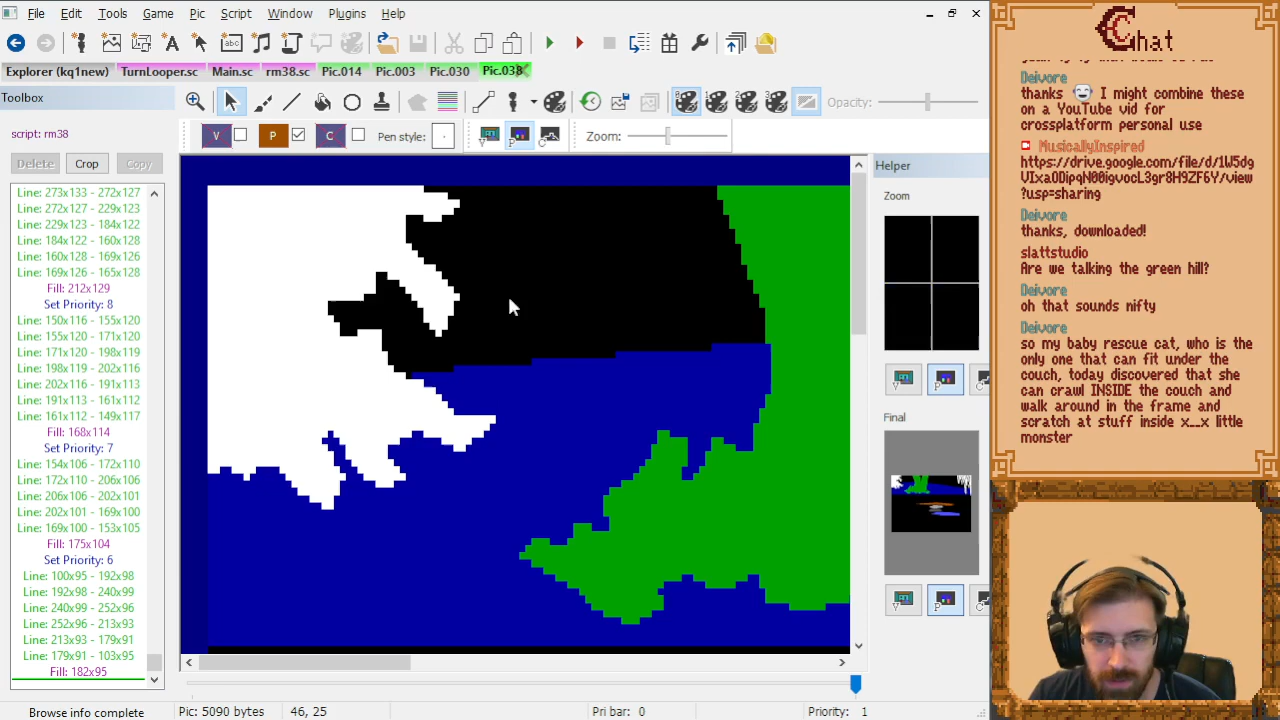 File Edit Tools Game Pic Script Window Plugins Help
Explorer (kq1new) TurnLooper.sc Main.sc rm38.sc Pic.014 Pic.003 Pic.030 Pic.038
Toolbox
Opacity:
script: rm38
V P C Pen style: V P C Zoom:
Delete Crop Copy
Line: 273x133 - 272x127
Line: 272x127 - 229x123
Line: 229x123 - 184x122
Line: 184x122 - 160x128
Line: 160x128 - 169x126
Line: 169x126 - 165x128
Fill: 212x129
Set Priority: 8
Line: 150x116 - 155x120
Line: 155x120 - 171x120
Line: 171x120 - 198x119
Line: 198x119 - 202x116
Line: 202x116 - 191x113
Line: 191x113 - 161x112
Line: 161x112 - 149x117
Fill: 168x114
Set Priority: 7
Line: 154x106 - 172x110
Line: 172x110 - 206x106
Line: 206x106 - 202x101
Line: 202x101 - 169x100
Line: 169x100 - 153x105
Fill: 175x104
Set Priority: 6
Line: 100x95 - 192x98
Line: 192x98 - 240x99
Line: 240x99 - 252x96
Line: 252x96 - 213x93
Line: 213x93 - 179x91
Line: 179x91 - 103x95
Fill: 182x95
Helper
Zoom
Final
Browse info complete Pic: 5090 bytes 46, 25 Pri bar: 0 Priority: 1
Chat
Deivore
thanks I might combine these
on a YouTube vid for
crossplatform personal use
MusicallyInspired
Deivore
thanks, downloaded!
slattstudio
Are we talking the green hill?
Deivore
oh that sounds nifty
Deivore
so my baby rescue cat, who is the
only one that can fit under the
couch, today discovered that she
can crawl INSIDE the couch and
walk around in the frame and
scratch at stuff inside x__x little
monster